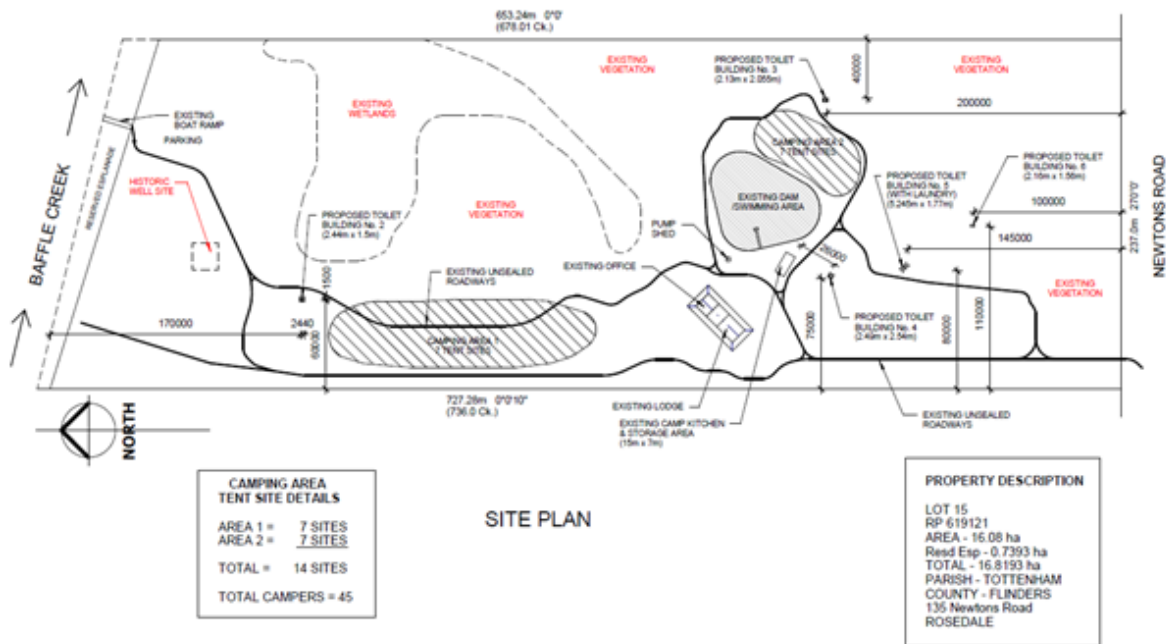 653.24m 0°0'
(678.01 Ck.)
EXISTING
VEGETATION
PROPOSED TOILET
BUILDING No. 3
(2.13m x 2.055m)
40000
EXISTING
VEGETATION
200000
EXISTING
WETLANDS
EXISTING
BOAT RAMP
PARKING
BAFFLE CREEK
RESERVED ESPLANADE
HISTORIC
WELL SITE
CAMPING AREA 2
7 TENT SITES
PROPOSED TOILET
BUILDING No. 6
(2.16m x 1.56m)
PROPOSED TOILET
BUILDING No. 5
(WITH LAUNDRY)
(5.245m x 1.77m)
100000
145000
237.0m 270°0'
NEWTONS ROAD
EXISTING DAM
/SWIMMING AREA
EXISTING
VEGETATION
PROPOSED TOILET
BUILDING No. 2
(2.44m x 1.5m)
PUMP
SHED
EXISTING OFFICE
EXISTING UNSEALED
ROADWAYS
1500
26000
EXISTING
VEGETATION
170000
2440
60000
CAMPING AREA 1
7 TENT SITES
75000
PROPOSED TOILET
BUILDING No. 4
(2.49m x 2.54m)
80000
110000
727.28m 0°0'10"
(736.0 Ck.)
EXISTING LODGE
EXISTING CAMP KITCHEN
& STORAGE AREA
(15m x 7m)
EXISTING UNSEALED
ROADWAYS
NORTH
CAMPING AREA
TENT SITE DETAILS
AREA 1 = 7 SITES
AREA 2 = 7 SITES
TOTAL = 14 SITES
TOTAL CAMPERS = 45
SITE PLAN
PROPERTY DESCRIPTION
LOT 15
RP 619121
AREA - 16.08 ha
Resd Esp - 0.7393 ha
TOTAL - 16.8193 ha
PARISH - TOTTENHAM
COUNTY - FLINDERS
135 Newtons Road
ROSEDALE